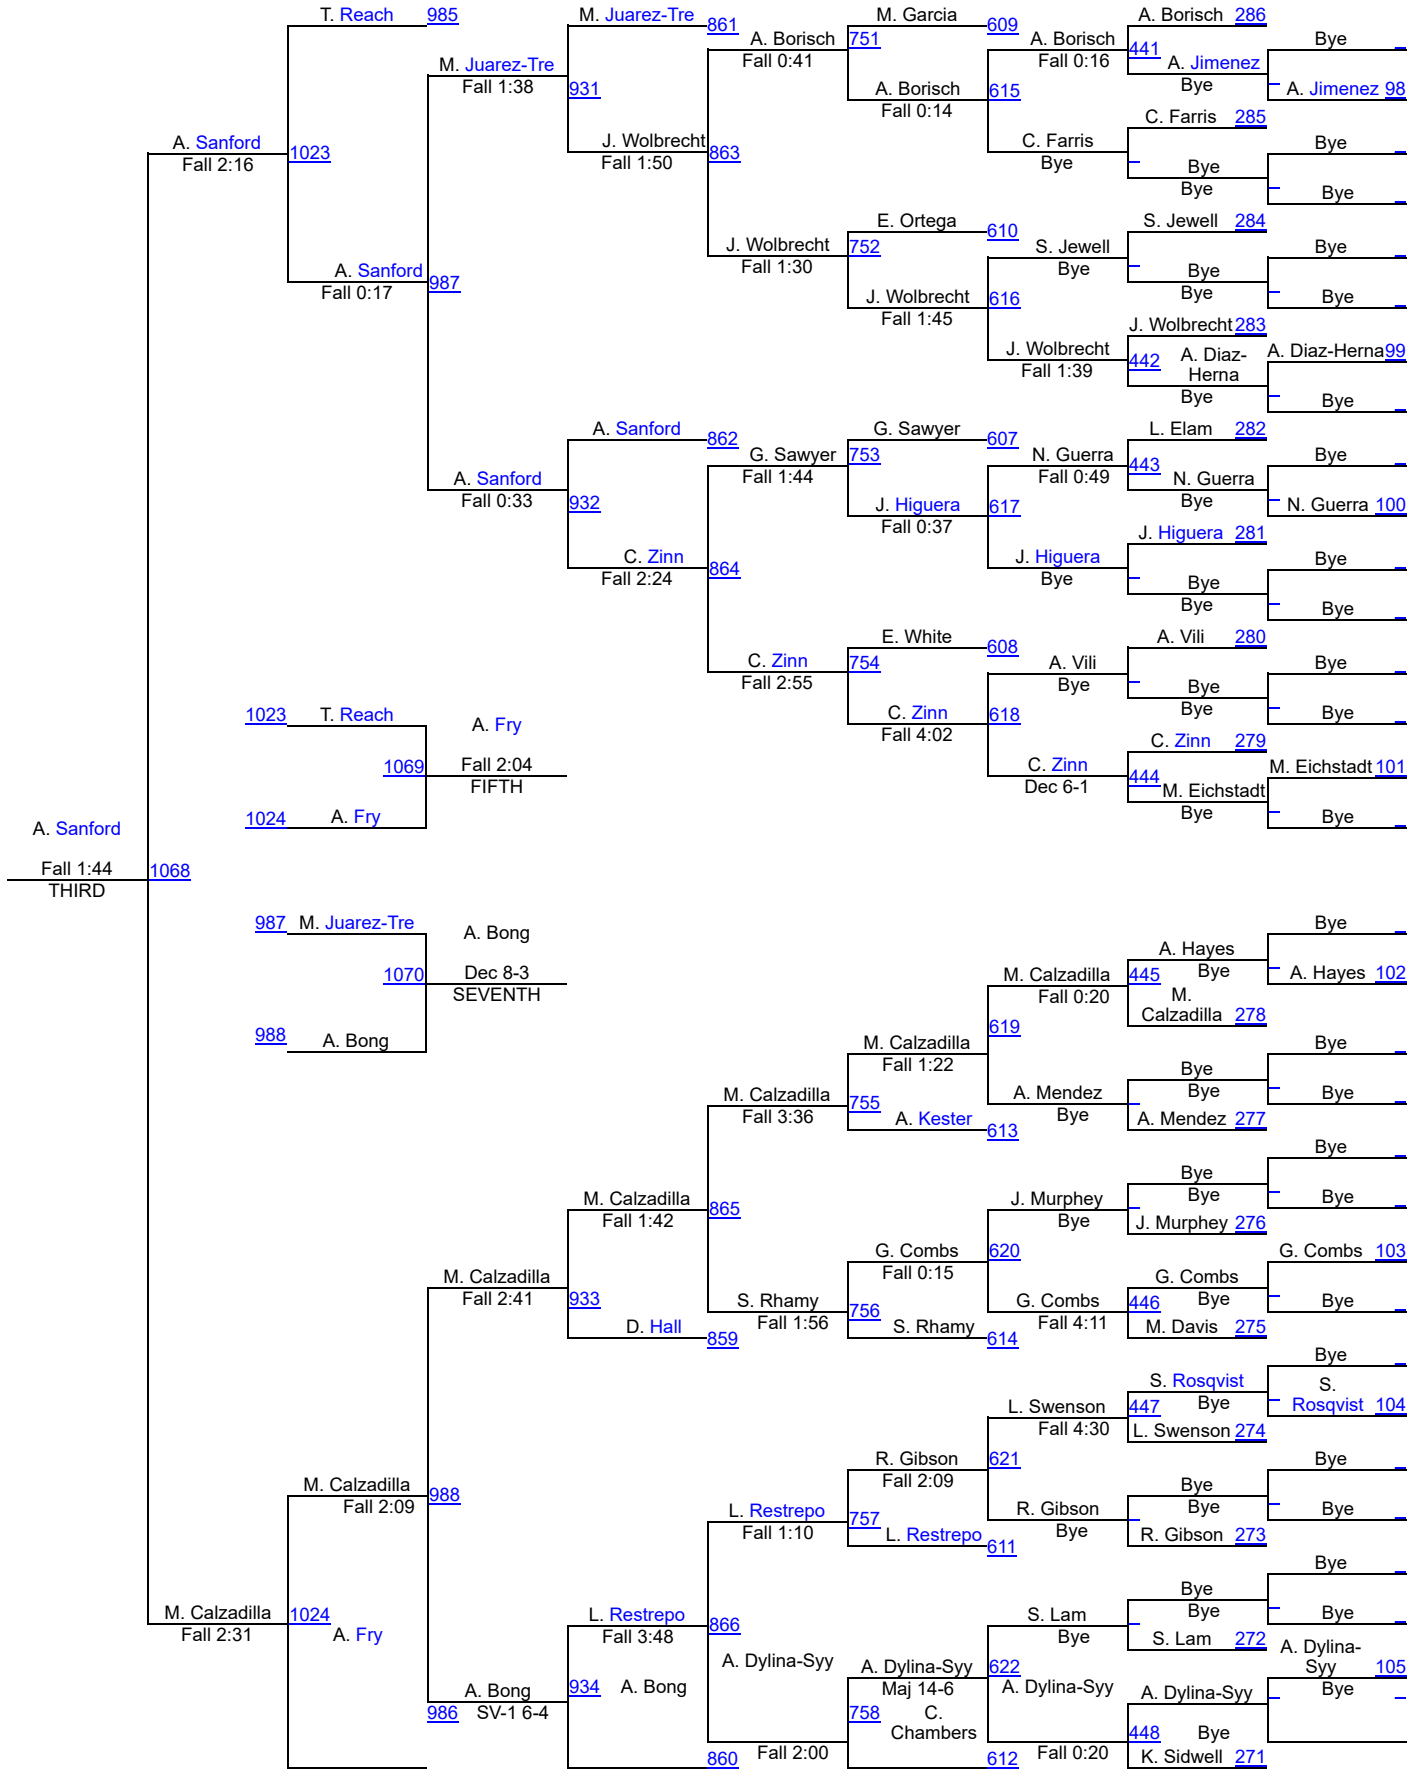 T. Reach 985
M. Juarez-Tre 861
M. Garcia 609
A. Borisch 286
A. Borisch 751
Fall 0:41
A. Borisch 441
Fall 0:16
Bye
M. Juarez-Tre
Fall 1:38
931
A. Jimenez
Bye
A. Jimenez 98
A. Borisch 615
Fall 0:14
C. Farris 285
A. Sanford 1023
Fall 2:16
J. Wolbrecht 863
Fall 1:50
C. Farris
Bye
Bye
Bye
Bye
Bye
E. Ortega 610
S. Jewell 284
J. Wolbrecht 752
Fall 1:30
S. Jewell
Bye
Bye
A. Sanford 987
Fall 0:17
Bye
Bye
Bye
J. Wolbrecht 616
Fall 1:45
J. Wolbrecht 283
J. Wolbrecht 442
Fall 1:39
A. Diaz-
Herna
Bye
A. Diaz-Herna 99
Bye
A. Sanford 862
G. Sawyer 607
L. Elam 282
G. Sawyer 753
Fall 1:44
N. Guerra 443
Fall 0:49
Bye
A. Sanford 932
Fall 0:33
N. Guerra
Bye
N. Guerra 100
J. Higuera 617
Fall 0:37
J. Higuera 281
C. Zinn 864
Fall 2:24
J. Higuera
Bye
Bye
Bye
Bye
Bye
E. White 608
A. Vili 280
C. Zinn 754
Fall 2:55
A. Vili
Bye
Bye
Bye
Bye
Bye
1023 T. Reach
A. Fry
C. Zinn 618
Fall 4:02
C. Zinn 279
1069 Fall 2:04
FIFTH
C. Zinn 444
Dec 6-1
M. Eichstadt 101
M. Eichstadt
Bye
1024 A. Fry
Bye
A. Sanford
Fall 1:44 1068
THIRD
987 M. Juarez-Tre
A. Bong
Bye
1070 Dec 8-3
SEVENTH
M. Calzadilla 445
Fall 0:20
A. Hayes
Bye
A. Hayes 102
M.
Calzadilla 278
988 A. Bong
619
M. Calzadilla
Fall 1:22
Bye
Bye
Bye
Bye
M. Calzadilla 755
Fall 3:36
A. Mendez
Bye
A. Kester 613
A. Mendez 277
Bye
M. Calzadilla 865
Fall 1:42
J. Murphey
Bye
Bye
Bye
Bye
J. Murphey 276
G. Combs 620
Fall 0:15
G. Combs 103
M. Calzadilla 933
Fall 2:41
G. Combs
Bye
S. Rhamy 756
Fall 1:56
G. Combs 446
Fall 4:11
Bye
D. Hall 859
S. Rhamy 614
M. Davis 275
Bye
S. Rosqvist
Bye
S.
Rosqvist 104
L. Swenson 447
Fall 4:30
L. Swenson 274
R. Gibson 621
Fall 2:09
Bye
M. Calzadilla 988
Fall 2:09
Bye
Bye
Bye
L. Restrepo 757
Fall 1:10
R. Gibson
Bye
L. Restrepo 611
R. Gibson 273
Bye
M. Calzadilla 1024
Fall 2:31
A. Fry
L. Restrepo 866
Fall 3:48
S. Lam
Bye
Bye
Bye
Bye
S. Lam 272
A. Dylina-Syy
A. Dylina-Syy 622
Maj 14-6
A. Dylina-
Syy 105
Bye
A. Bong 934
986 SV-1 6-4
A. Bong
A. Dylina-Syy
A. Dylina-Syy
Bye
758 C.
Chambers
448
860 Fall 2:00
612 Fall 0:20
K. Sidwell 271